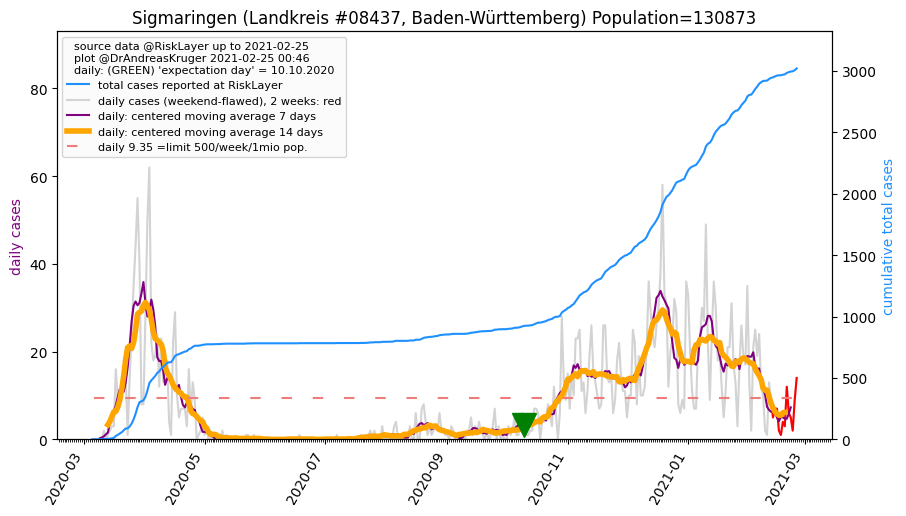 Sigmaringen (Landkreis #08437, Baden-Württemberg) Population=130873
source data @RiskLayer up to 2021-02-25
plot @DrAndreasKruger 2021-02-25 00:46
daily: (GREEN) 'expectation day' = 10.10.2020
total cases reported at RiskLayer
daily cases (weekend-flawed), 2 weeks: red
daily: centered moving average 7 days
daily: centered moving average 14 days
daily 9.35 =limit 500/week/1mio pop.
daily cases
80
60
40
20
0
cumulative total cases
3000
2500
2000
1500
1000
500
0
2020-03
2020-05
2020-07
2020-09
2020-11
2021-01
2021-03